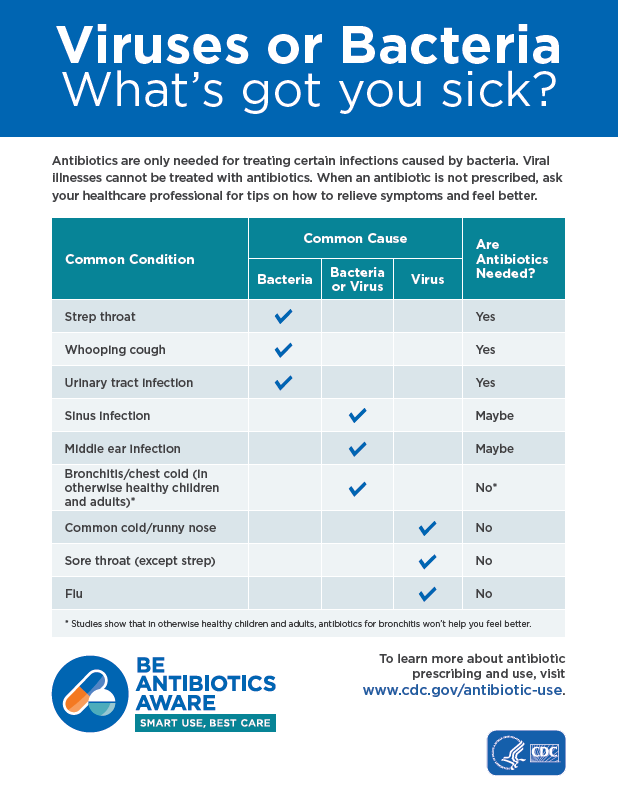 Viruses or Bacteria
What's got you sick?
Antibiotics are only needed for treating certain infections caused by bacteria. Viral
illnesses cannot be treated with antibiotics. When an antibiotic is not prescribed, ask
your healthcare professional for tips on how to relieve symptoms and feel better.
Common Condition
Common Cause
Are
Antibiotics
Needed?
Bacteria
Bacteria
or Virus
Virus
Strep throat ✓ Yes
Whooping cough ✓ Yes
Urinary tract infection ✓ Yes
Sinus infection ✓ Maybe
Middle ear infection ✓ Maybe
Bronchitis/chest cold (in
otherwise healthy children
and adults)* ✓ No*
Common cold/runny nose ✓ No
Sore throat (except strep) ✓ No
Flu ✓ No
* Studies show that in otherwise healthy children and adults, antibiotics for bronchitis won't help you feel better.
BE
ANTIBIOTICS
AWARE
SMART USE, BEST CARE
To learn more about antibiotic
prescribing and use, visit
www.cdc.gov/antibiotic-use.
CDC